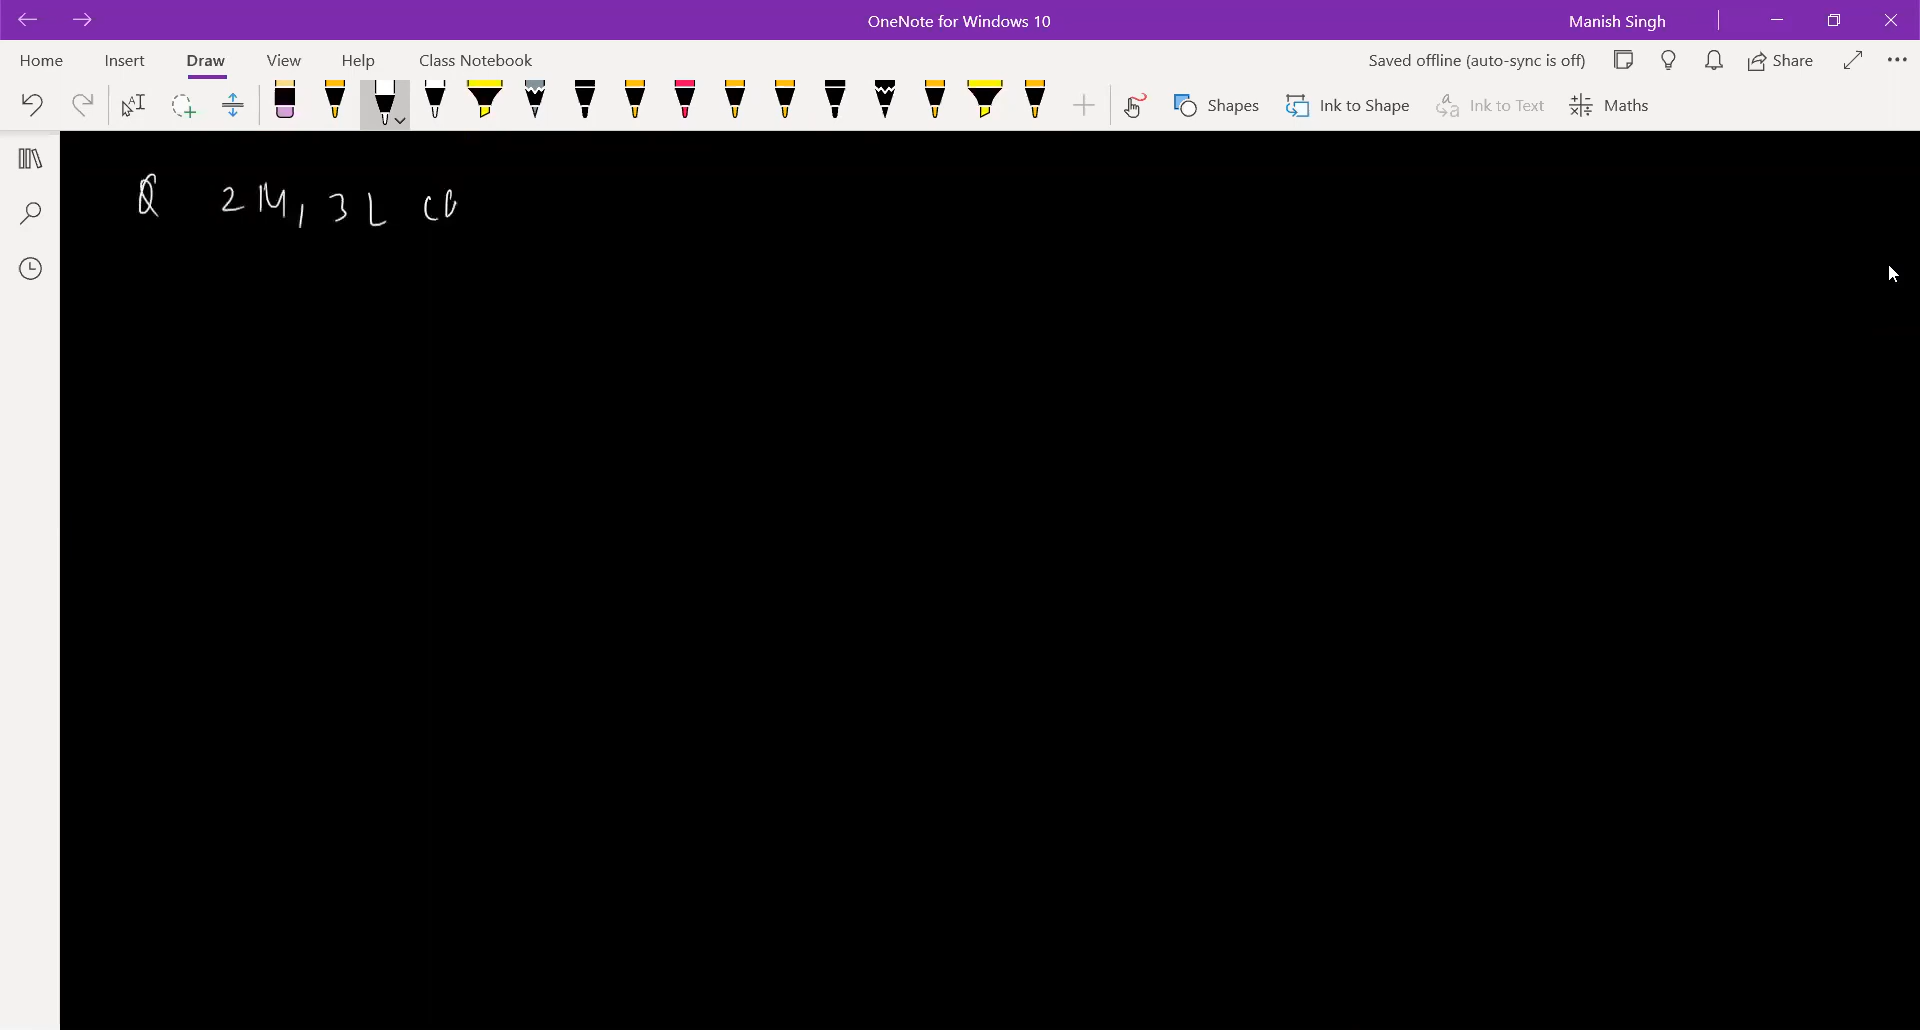 OneNote for Windows 10
Manish Singh
Home Insert Draw View Help Class Notebook
Saved offline (auto-sync is off) Share
Shapes Ink to Shape Ink to Text Maths
Q 2M, 3L